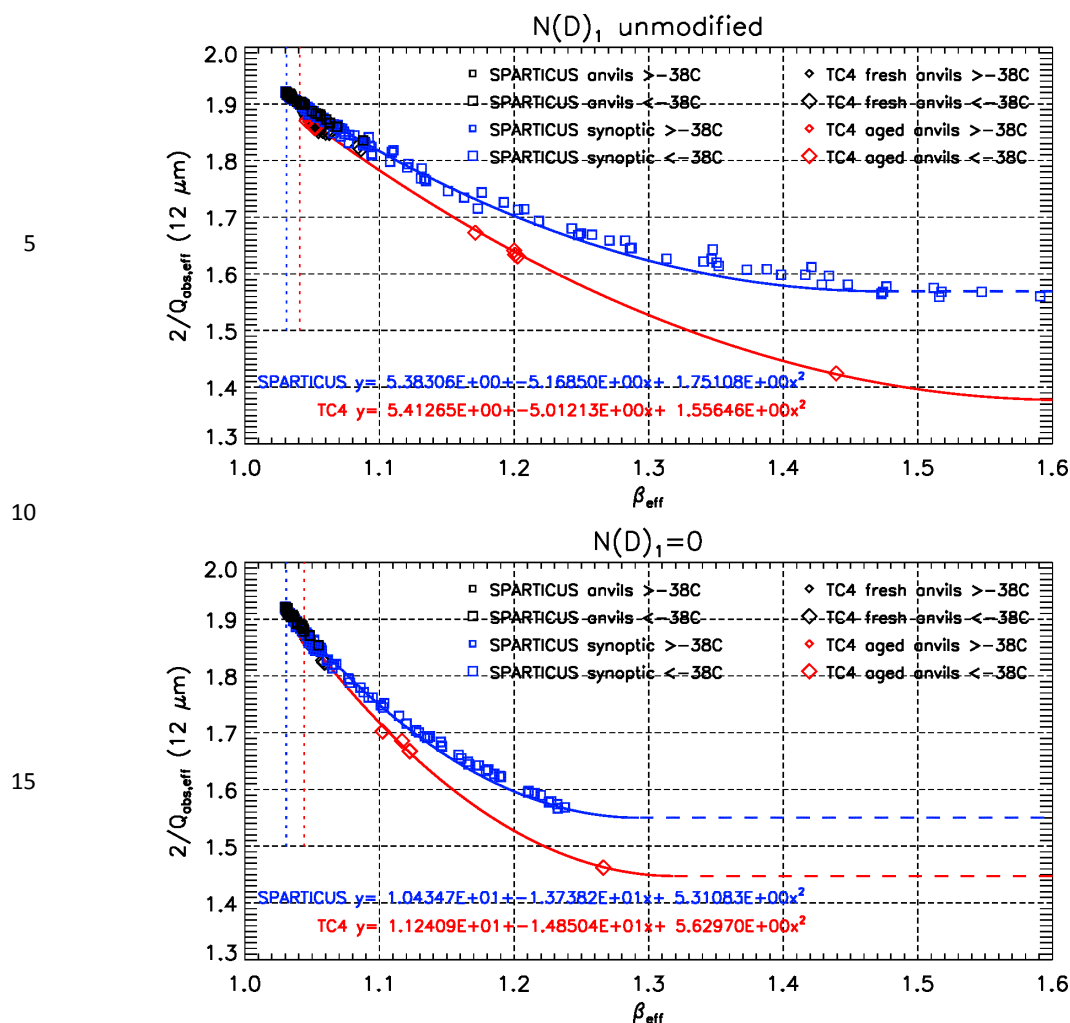 N(D)₁ unmodified
2.0
SPARTICUS anvils >−38C
TC4 fresh anvils >−38C
1.9
SPARTICUS anvils <−38C
TC4 fresh anvils <−38C
SPARTICUS synoptic >−38C
TC4 aged anvils >−38C
1.8
SPARTICUS synoptic <−38C
TC4 aged anvils <−38C
1.7
5
1.6
1.5
2/Qabs,eff (12 μm)
1.4
SPARTICUS y= 5.38306E+00+−5.16850E+00x+ 1.75108E+00x²
TC4 y= 5.41265E+00+−5.01213E+00x+ 1.55646E+00x²
1.3
1.0 1.1 1.2 1.3 1.4 1.5 1.6
βeff
10
N(D)₁=0
2.0
SPARTICUS anvils >−38C
TC4 fresh anvils >−38C
1.9
SPARTICUS anvils <−38C
TC4 fresh anvils <−38C
SPARTICUS synoptic >−38C
TC4 aged anvils >−38C
1.8
SPARTICUS synoptic <−38C
TC4 aged anvils <−38C
1.7
15
1.6
1.5
2/Qabs,eff (12 μm)
1.4
SPARTICUS y= 1.04347E+01+−1.37382E+01x+ 5.31083E+00x²
TC4 y= 1.12409E+01+−1.48504E+01x+ 5.62970E+00x²
1.3
1.0 1.1 1.2 1.3 1.4 1.5 1.6
βeff